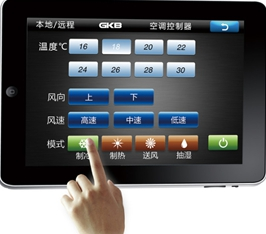 本地/远程 GKB 空调控制器
温度℃ 16 18 20 22
24 26 28 30
风向 上 下
风速 高速 中速 低速
模式 制冷 制热 送风 抽湿